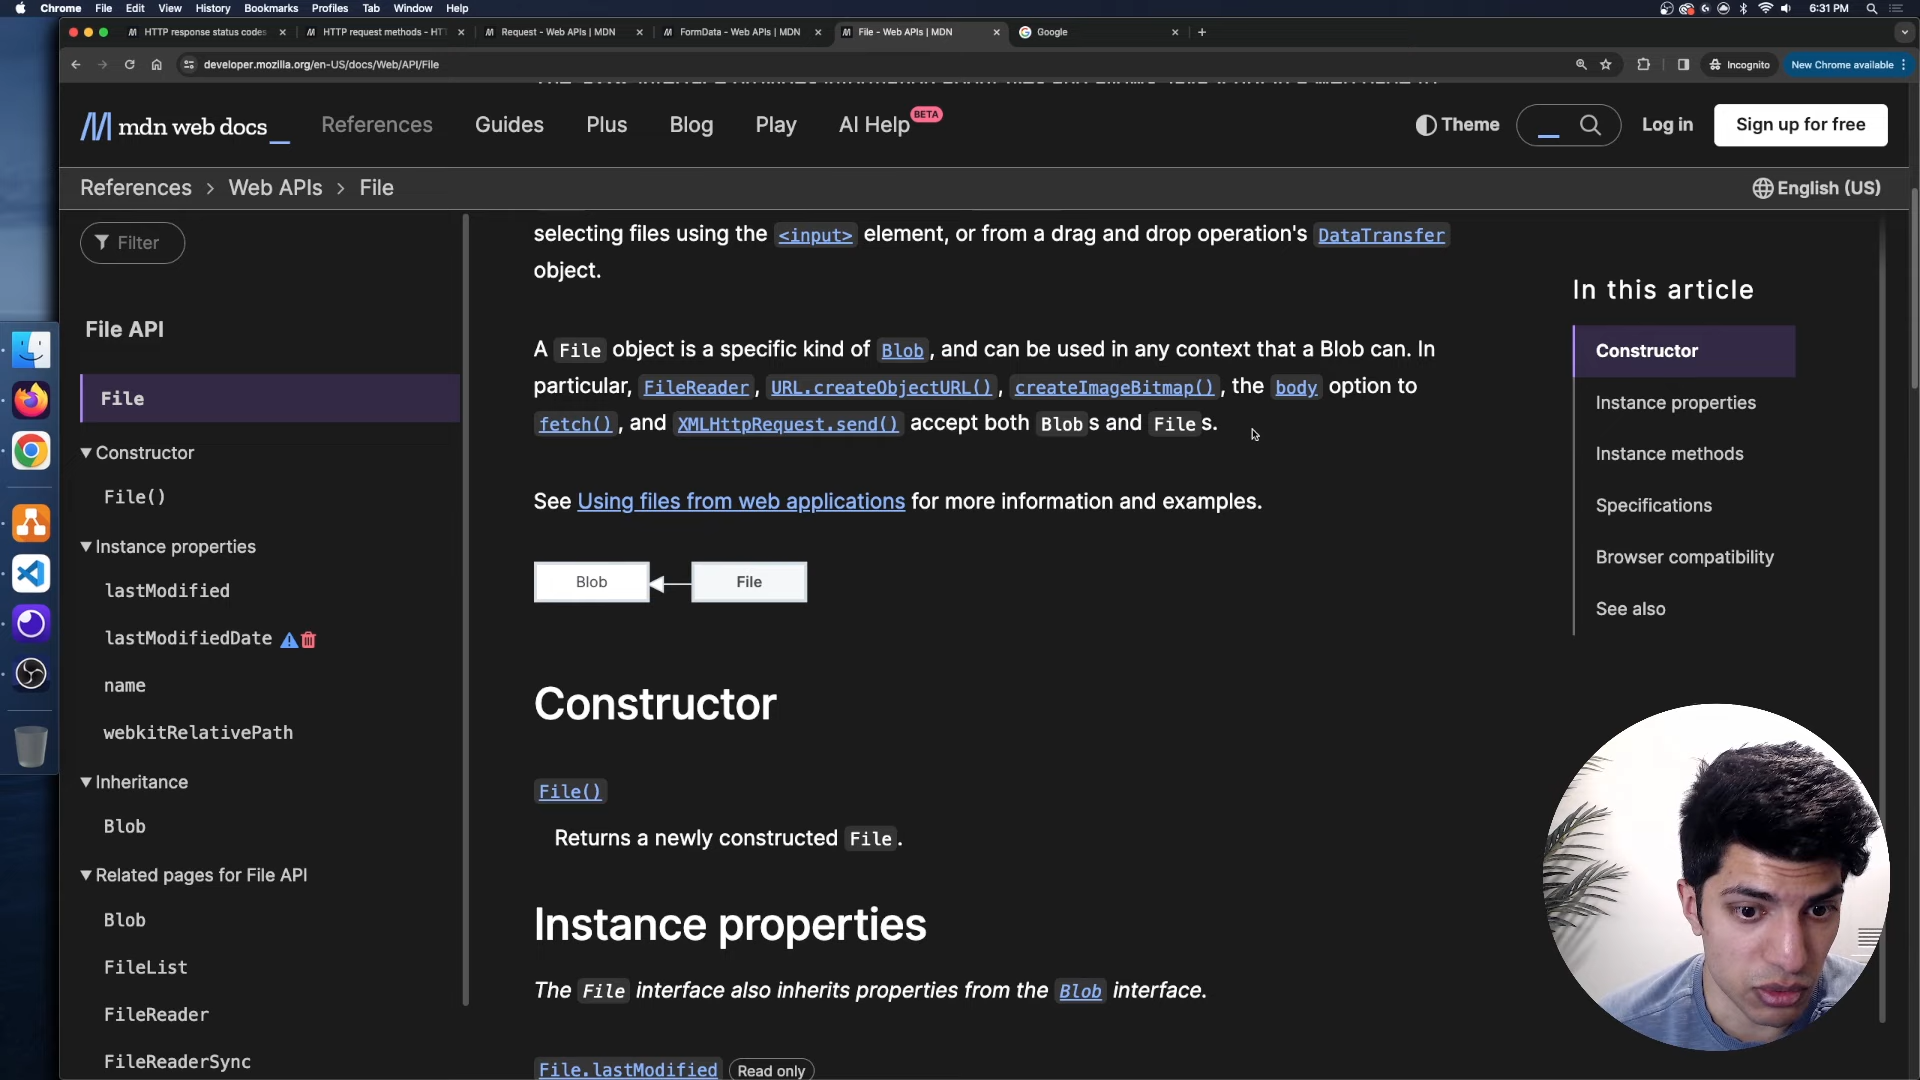 Chrome File Edit View History Bookmarks Profiles Tab Window Help 6:31 PM
HTTP response status codes HTTP request methods - HT Request - Web APIs | MDN FormData - Web APIs | MDN File - Web APIs | MDN Google
developer.mozilla.org/en-US/docs/Web/API/File Incognito New Chrome available
mdn web docs References Guides Plus Blog Play AI Help BETA Theme Log in Sign up for free
References > Web APIs > File English (US)
Filter
File API
File
Constructor
File()
Instance properties
lastModified
lastModifiedDate
name
webkitRelativePath
Inheritance
Blob
Related pages for File API
Blob
FileList
FileReader
FileReaderSync
selecting files using the <input> element, or from a drag and drop operation's DataTransfer
object.
A File object is a specific kind of Blob, and can be used in any context that a Blob can. In
particular, FileReader, URL.createObjectURL(), createImageBitmap(), the body option to
fetch(), and XMLHttpRequest.send() accept both Blobs and Files.
See Using files from web applications for more information and examples.
Blob File
Constructor
File()
Returns a newly constructed File.
Instance properties
The File interface also inherits properties from the Blob interface.
File.lastModified Read only
In this article
Constructor
Instance properties
Instance methods
Specifications
Browser compatibility
See also